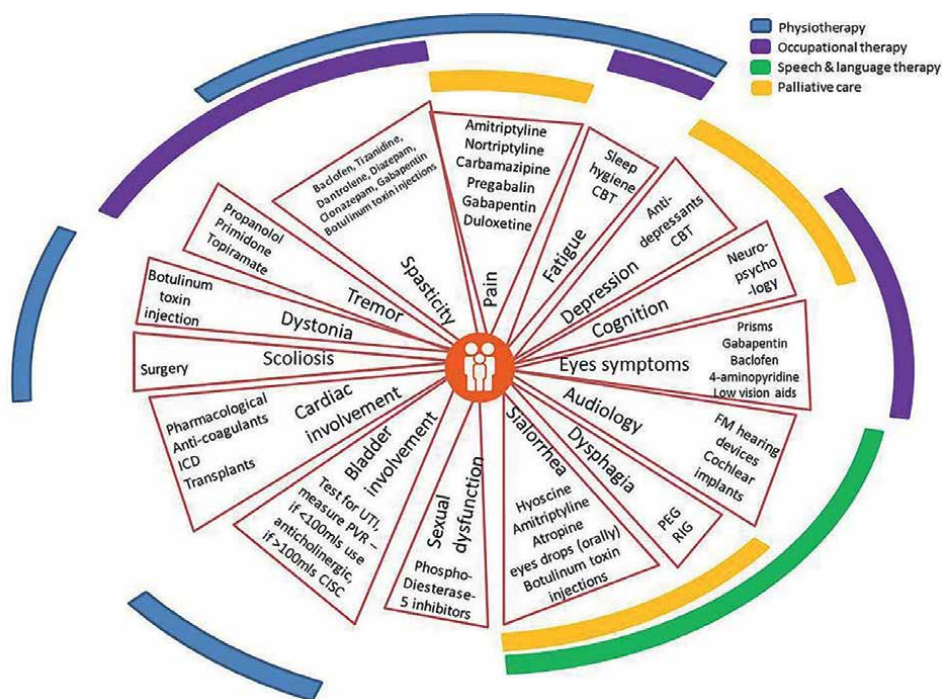 Physiotherapy
Occupational therapy
Speech & language therapy
Palliative care
Amitriptyline
Nortriptyline
Carbamazipine
Pregabalin
Gabapentin
Duloxetine
Pain
Sleep
hygiene
CBT
Fatigue
Anti-
depressants
CBT
Depression
Neuro-
psycho
-logy
Cognition
Prisms
Gabapentin
Baclofen
4-aminopyridine
Low vision aids
Eyes symptoms
FM hearing
devices
Cochlear
implants
Audiology
PEG
RIG
Dysphagia
Sialorrhea
Hyoscine
Amitriptyline
Atropine
eyes drops (orally)
Botulinum toxin
injections
Sexual
dysfunction
Phospho-
Diesterase-
5 inhibitors
Bladder
involvement
Test for UTI,
measure PVR –
if <100mls use
anticholinergic,
if >100mls CISC
Cardiac
involvement
Pharmacological
Anti-coagulants
ICD
Transplants
Scoliosis
Surgery
Dystonia
Botulinum
toxin
injection
Tremor
Propanolol
Primidone
Topiramate
Spasticity
Baclofen, Tizanidine,
Dantrolene, Diazepam,
Clonazepam, Gabapentin
Botulinum toxin injections